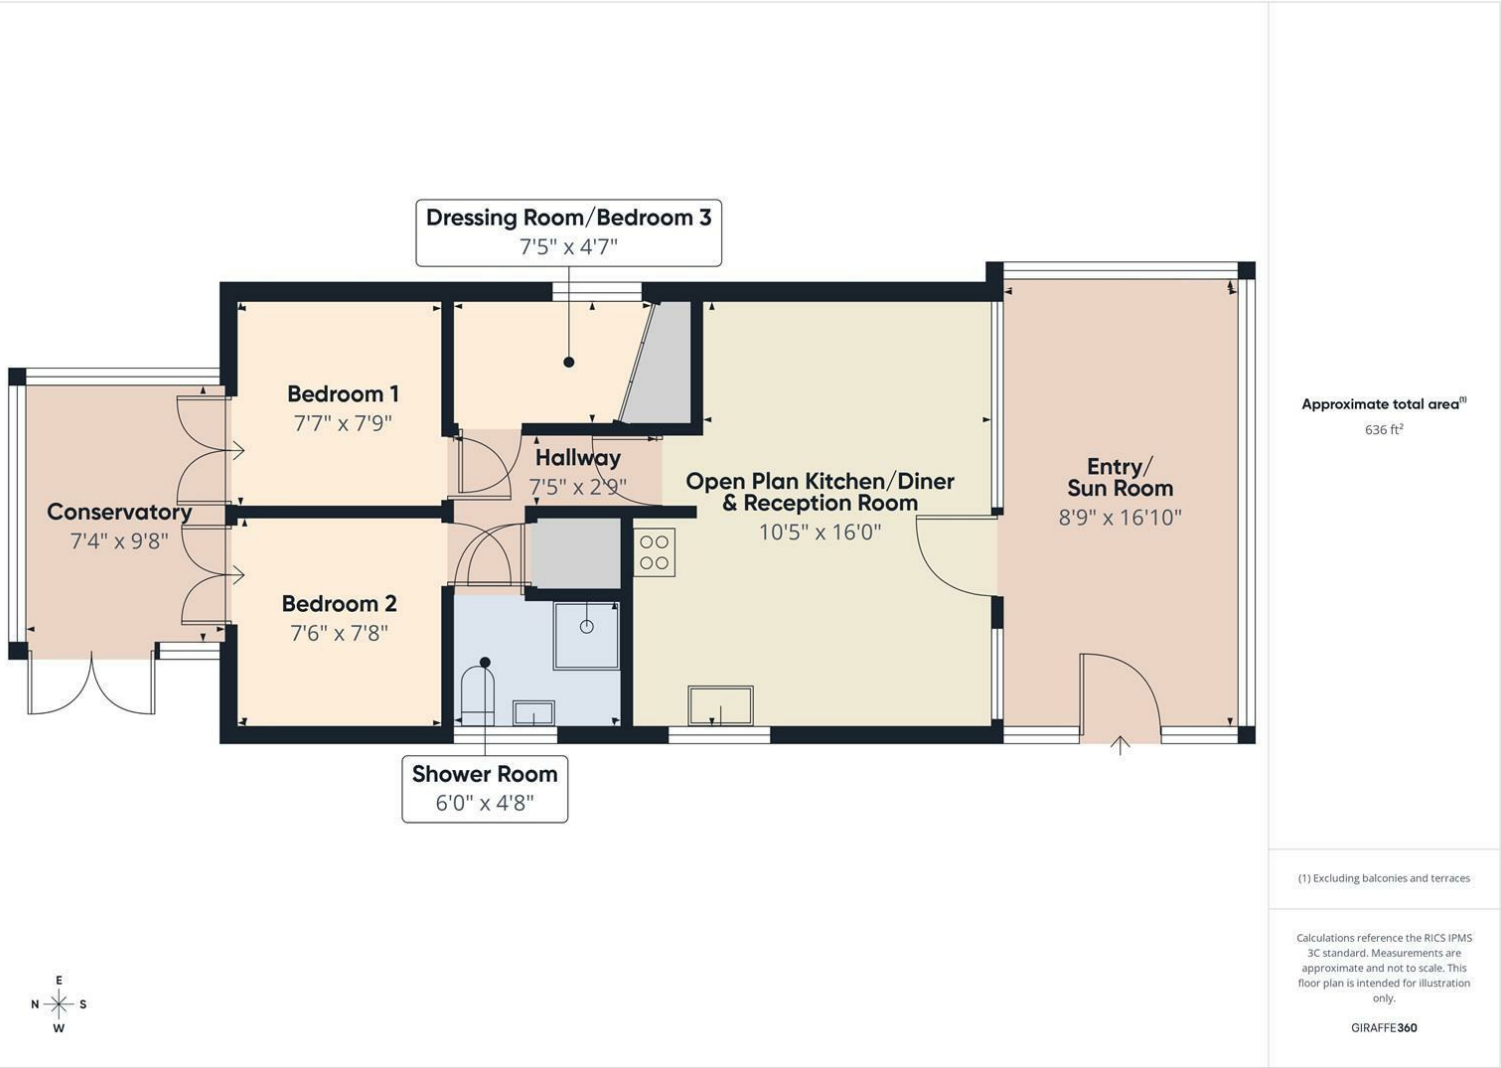 Dressing Room/Bedroom 3
7'5" x 4'7"
Bedroom 1
7'7" x 7'9"
Hallway
7'5" x 2'9"
Open Plan Kitchen/Diner
& Reception Room
10'5" x 16'0"
Entry/
Sun Room
8'9" x 16'10"
Conservatory
7'4" x 9'8"
Bedroom 2
7'6" x 7'8"
Shower Room
6'0" x 4'8"
E
N S
W
Approximate total area(1)
636 ft²
(1) Excluding balconies and terraces
Calculations reference the RICS IPMS
3C standard. Measurements are
approximate and not to scale. This
floor plan is intended for illustration
only.
GIRAFFE360